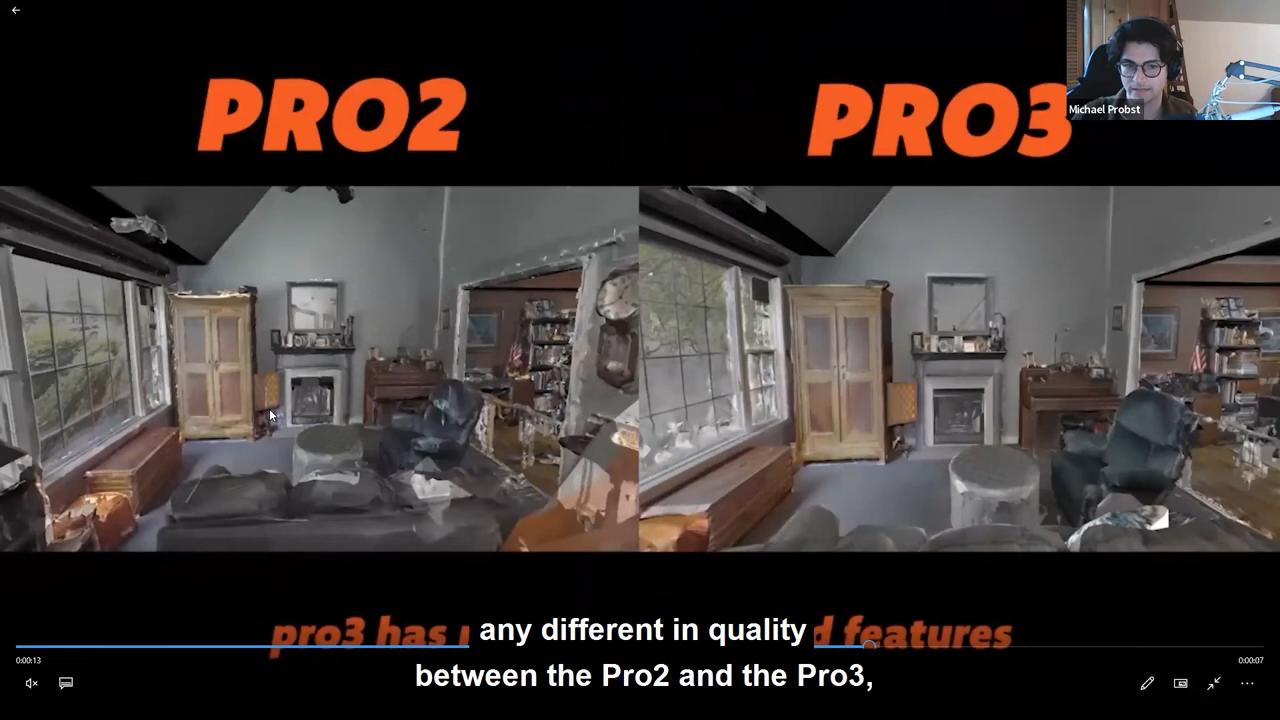 PRO2
PRO3
Michael Probst
pro3 has
features
any different in quality
between the Pro2 and the Pro3,
0:00:13
0:00:07